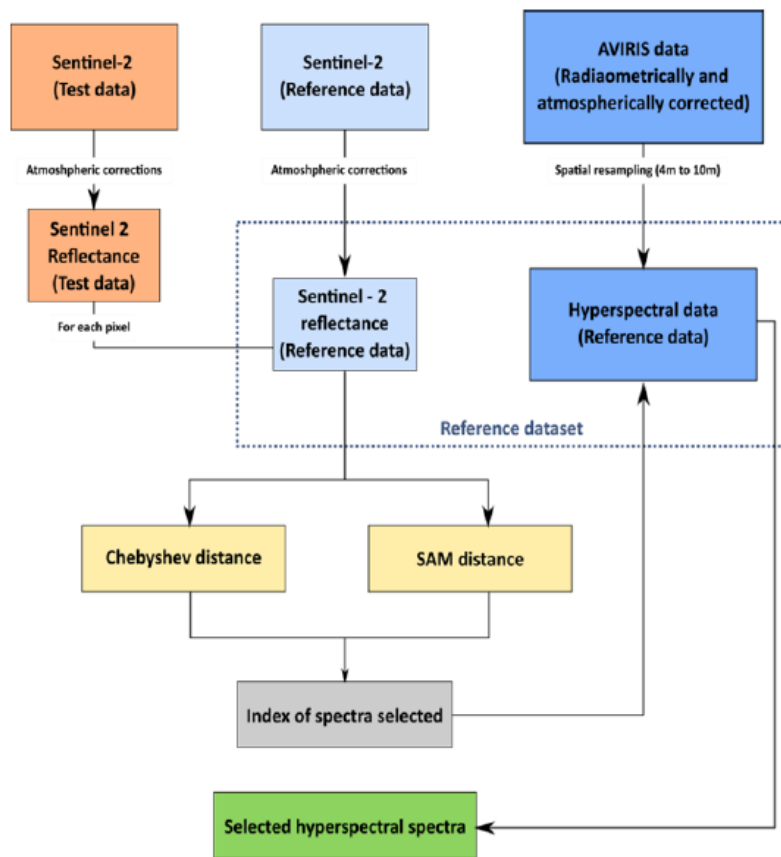 Sentinel-2
(Test data)
Sentinel-2
(Reference data)
AVIRIS data
(Radiaometrically and
atmospherically corrected)
Atmoshpheric corrections
Atmoshpheric corrections
Spatial resampling (4m to 10m)
Sentinel 2
Reflectance
(Test data)
Sentinel - 2
reflectance
(Reference data)
Hyperspectral data
(Reference data)
For each pixel
Reference dataset
Chebyshev distance
SAM distance
Index of spectra selected
Selected hyperspectral spectra